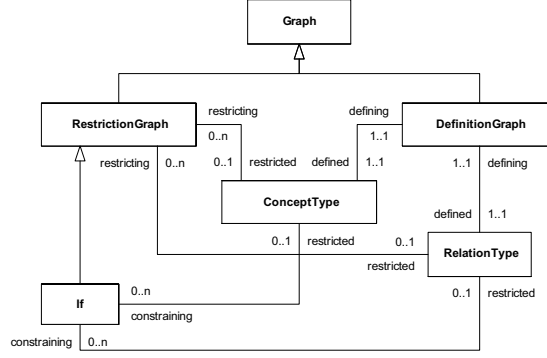 Graph
restricting
defining
RestrictionGraph
DefinitionGraph
0..n
1..1
restricting
0..n
0..1
restricted
defined
1..1
1..1
defining
ConceptType
defined
1..1
0..1
restricted
0..1
RelationType
restricted
If
0..n
0..1
restricted
constraining
constraining
0..n